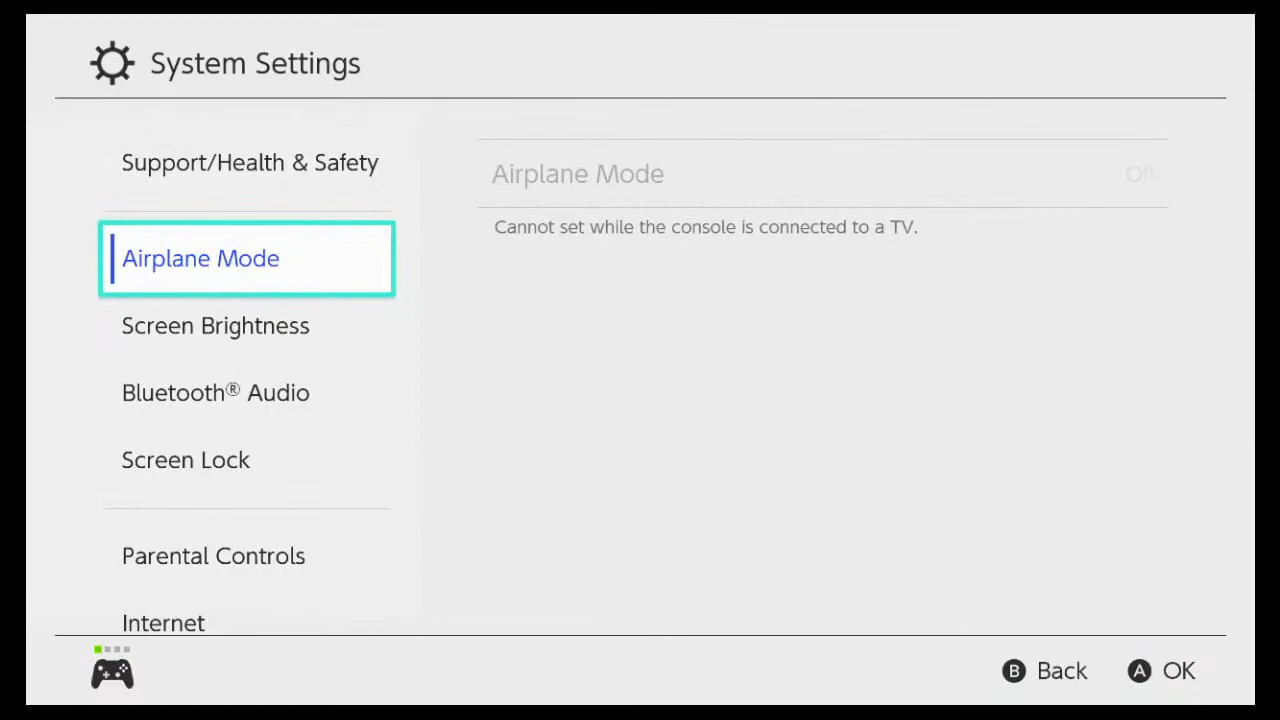 System Settings
Support/Health & Safety
Airplane Mode
Screen Brightness
Bluetooth® Audio
Screen Lock
Parental Controls
Internet
Airplane Mode Off
Cannot set while the console is connected to a TV.
B Back A OK